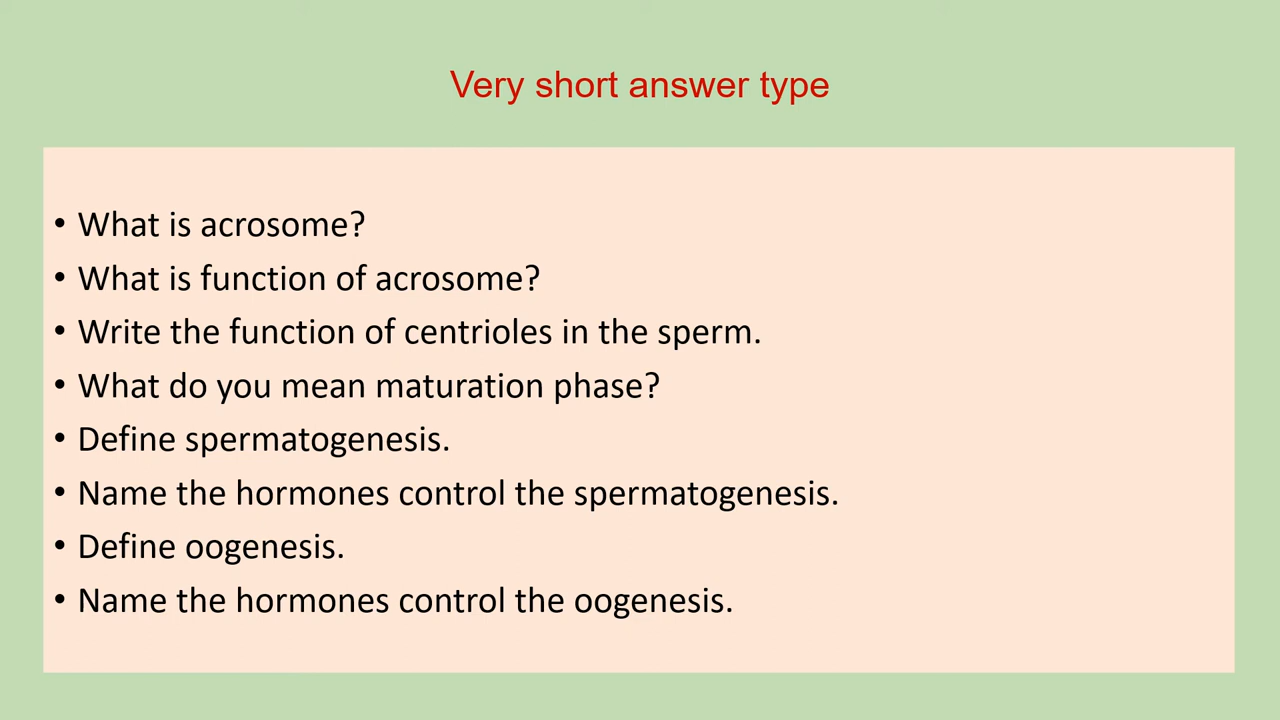 Very short answer type
• What is acrosome?
• What is function of acrosome?
• Write the function of centrioles in the sperm.
• What do you mean maturation phase?
• Define spermatogenesis.
• Name the hormones control the spermatogenesis.
• Define oogenesis.
• Name the hormones control the oogenesis.